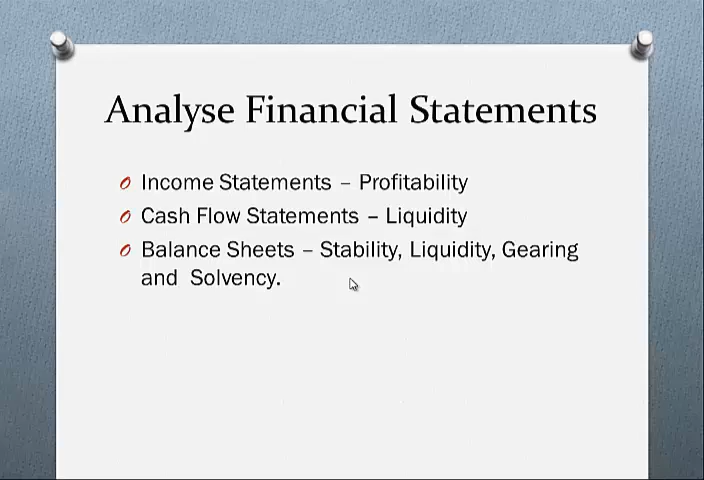 Analyse Financial Statements
Income Statements – Profitability
Cash Flow Statements – Liquidity
Balance Sheets – Stability, Liquidity, Gearing
and Solvency.